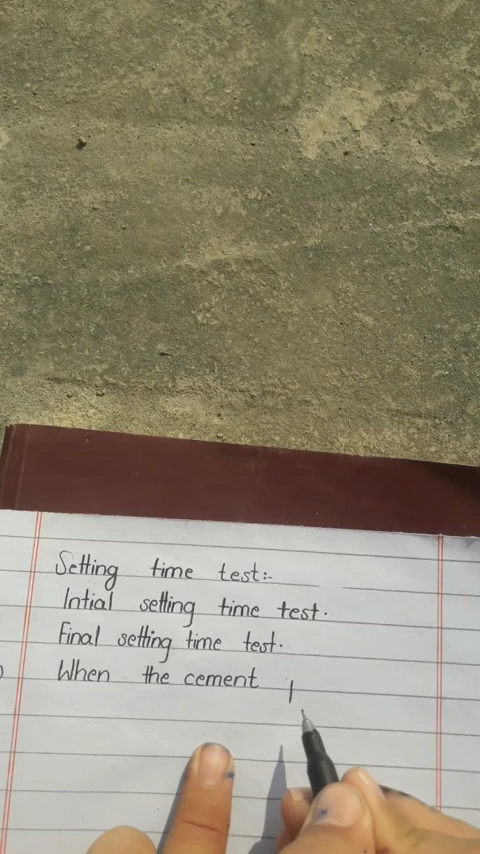 Setting time test:-
Intial setting time test.
Final setting time test.
When the cement